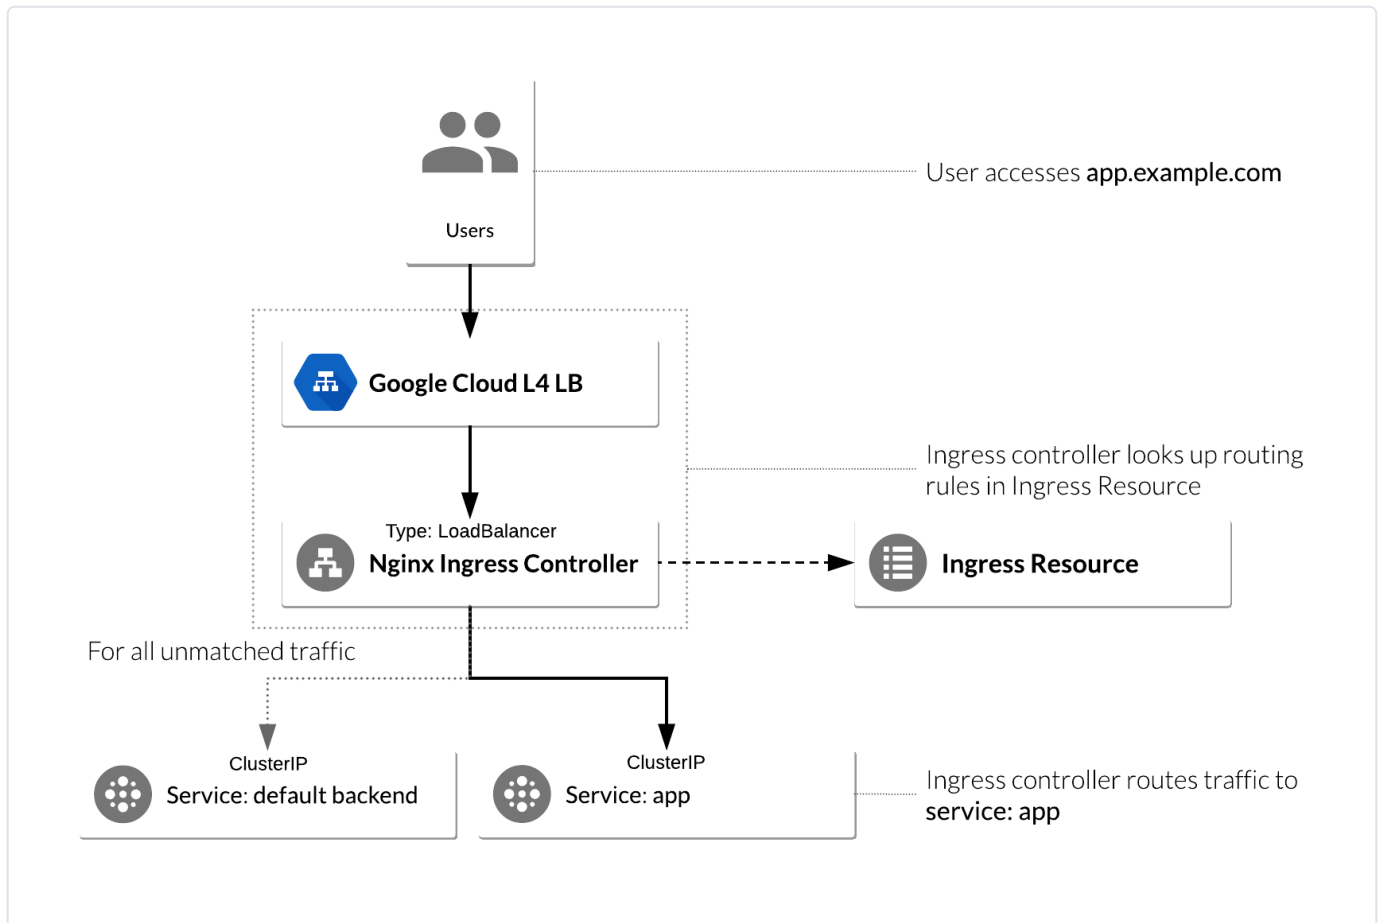 User accesses app.example.com
Users
Google Cloud L4 LB
Ingress controller looks up routing
rules in Ingress Resource
Type: LoadBalancer
Nginx Ingress Controller
Ingress Resource
For all unmatched traffic
ClusterIP
Service: default backend
ClusterIP
Service: app
Ingress controller routes traffic to
service: app